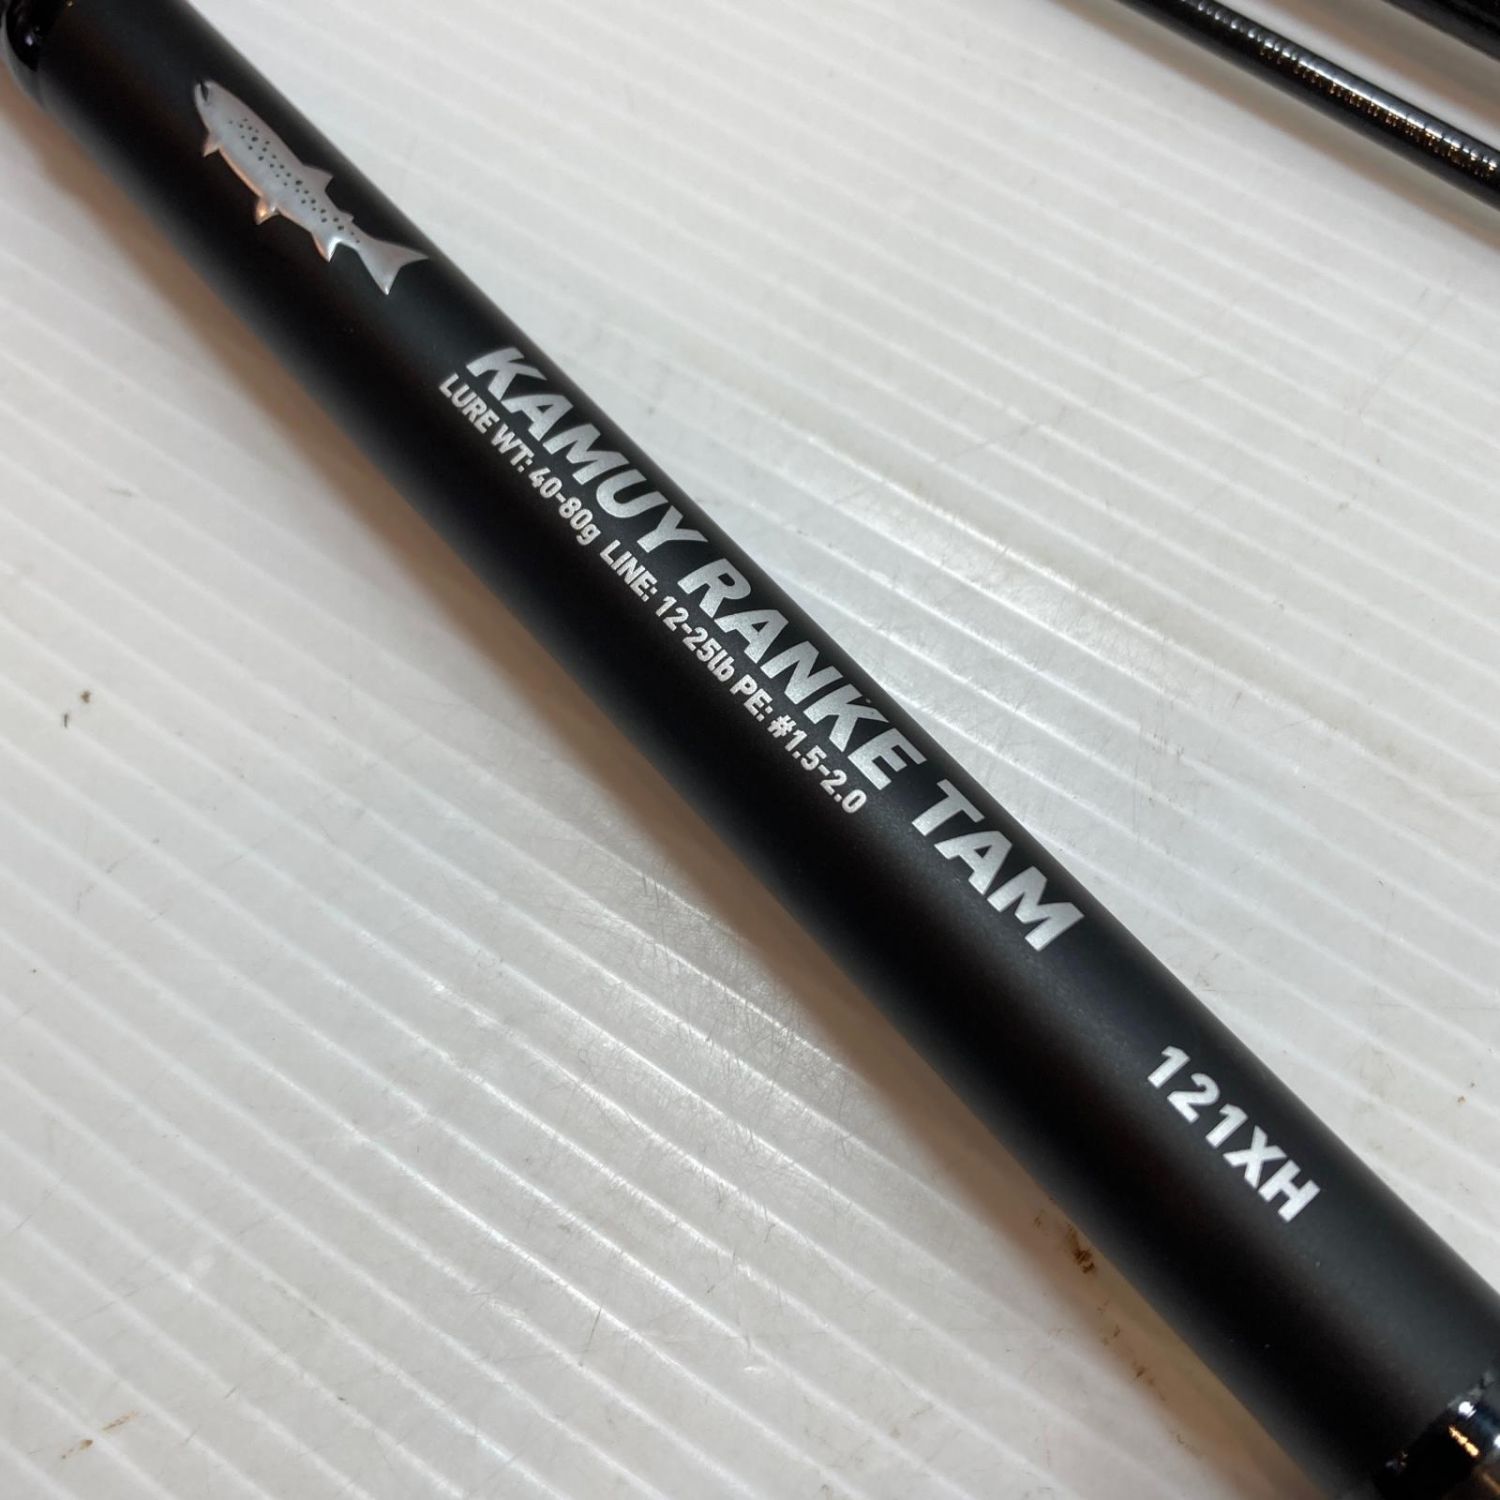 KAMUY RANKE TAM
LURE WT: 40-80g LINE: 12-25lb PE: #1.5-2.0
121XH